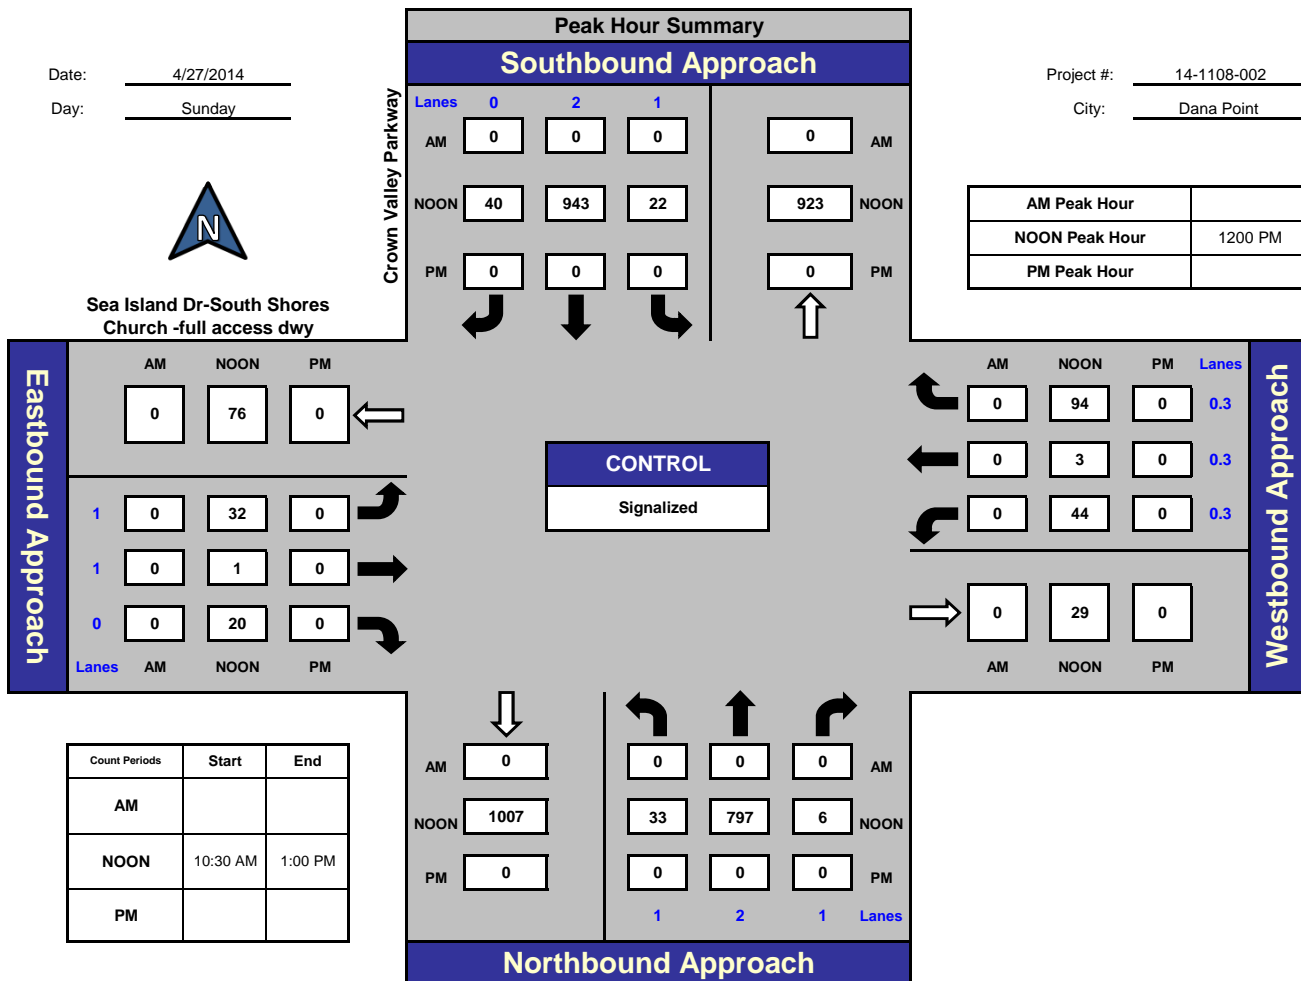 Peak Hour Summary
Southbound Approach
Date: 4/27/2014
Day: Sunday
Project #: 14-1108-002
City: Dana Point
N
Sea Island Dr-South Shores
Church -full access dwy
Crown Valley Parkway
Lanes 0 2 1
AM 0 0 0 0 AM
NOON 40 943 22 923 NOON
PM 0 0 0 0 PM
AM Peak Hour
NOON Peak Hour 1200 PM
PM Peak Hour
Eastbound Approach
AM NOON PM
0 76 0
1 0 32 0
1 0 1 0
0 0 20 0
Lanes AM NOON PM
CONTROL
Signalized
AM NOON PM Lanes
0 94 0 0.3
0 3 0 0.3
0 44 0 0.3
0 29 0
AM NOON PM
Westbound Approach
Count Periods Start End
AM
NOON 10:30 AM 1:00 PM
PM
AM 0 0 0 0 AM
NOON 1007 33 797 6 NOON
PM 0 0 0 0 PM
1 2 1 Lanes
Northbound Approach